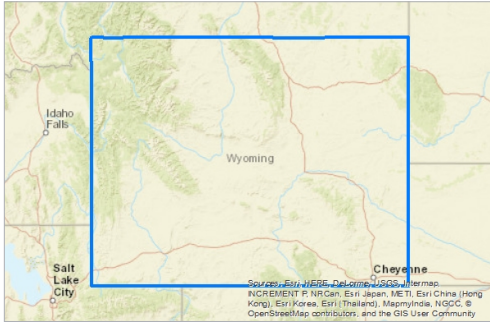 Idaho
Falls
Wyoming
Salt
Lake
City
Cheyenne
Sources: Esri, HERE, DeLorme, USGS, Intermap,
INCREMENT P, NRCan, Esri Japan, METI, Esri China (Hong
Kong), Esri Korea, Esri (Thailand), MapmyIndia, NGCC, ©
OpenStreetMap contributors, and the GIS User Community